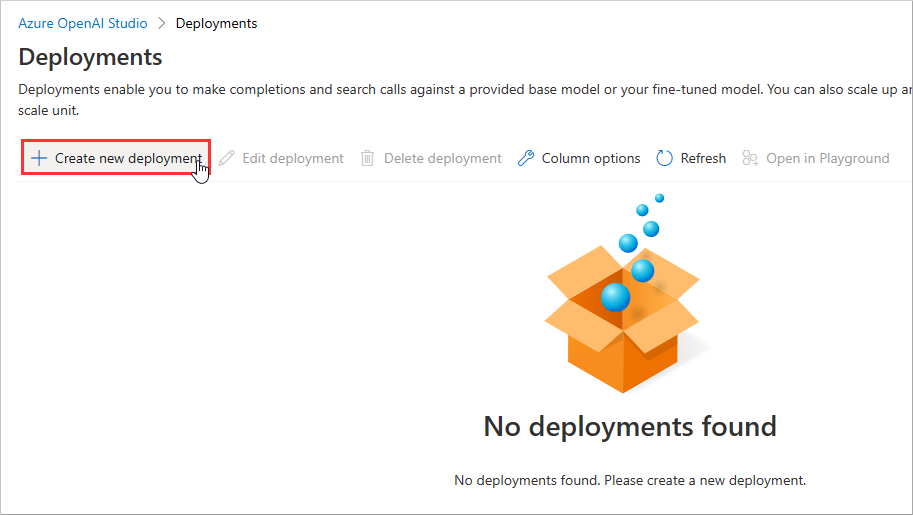 Azure OpenAI Studio > Deployments
Deployments
Deployments enable you to make completions and search calls against a provided base model or your fine-tuned model. You can also scale up
scale unit.
Create new deployment Edit deployment Delete deployment Column options Refresh Open in Playground
No deployments found
No deployments found. Please create a new deployment.